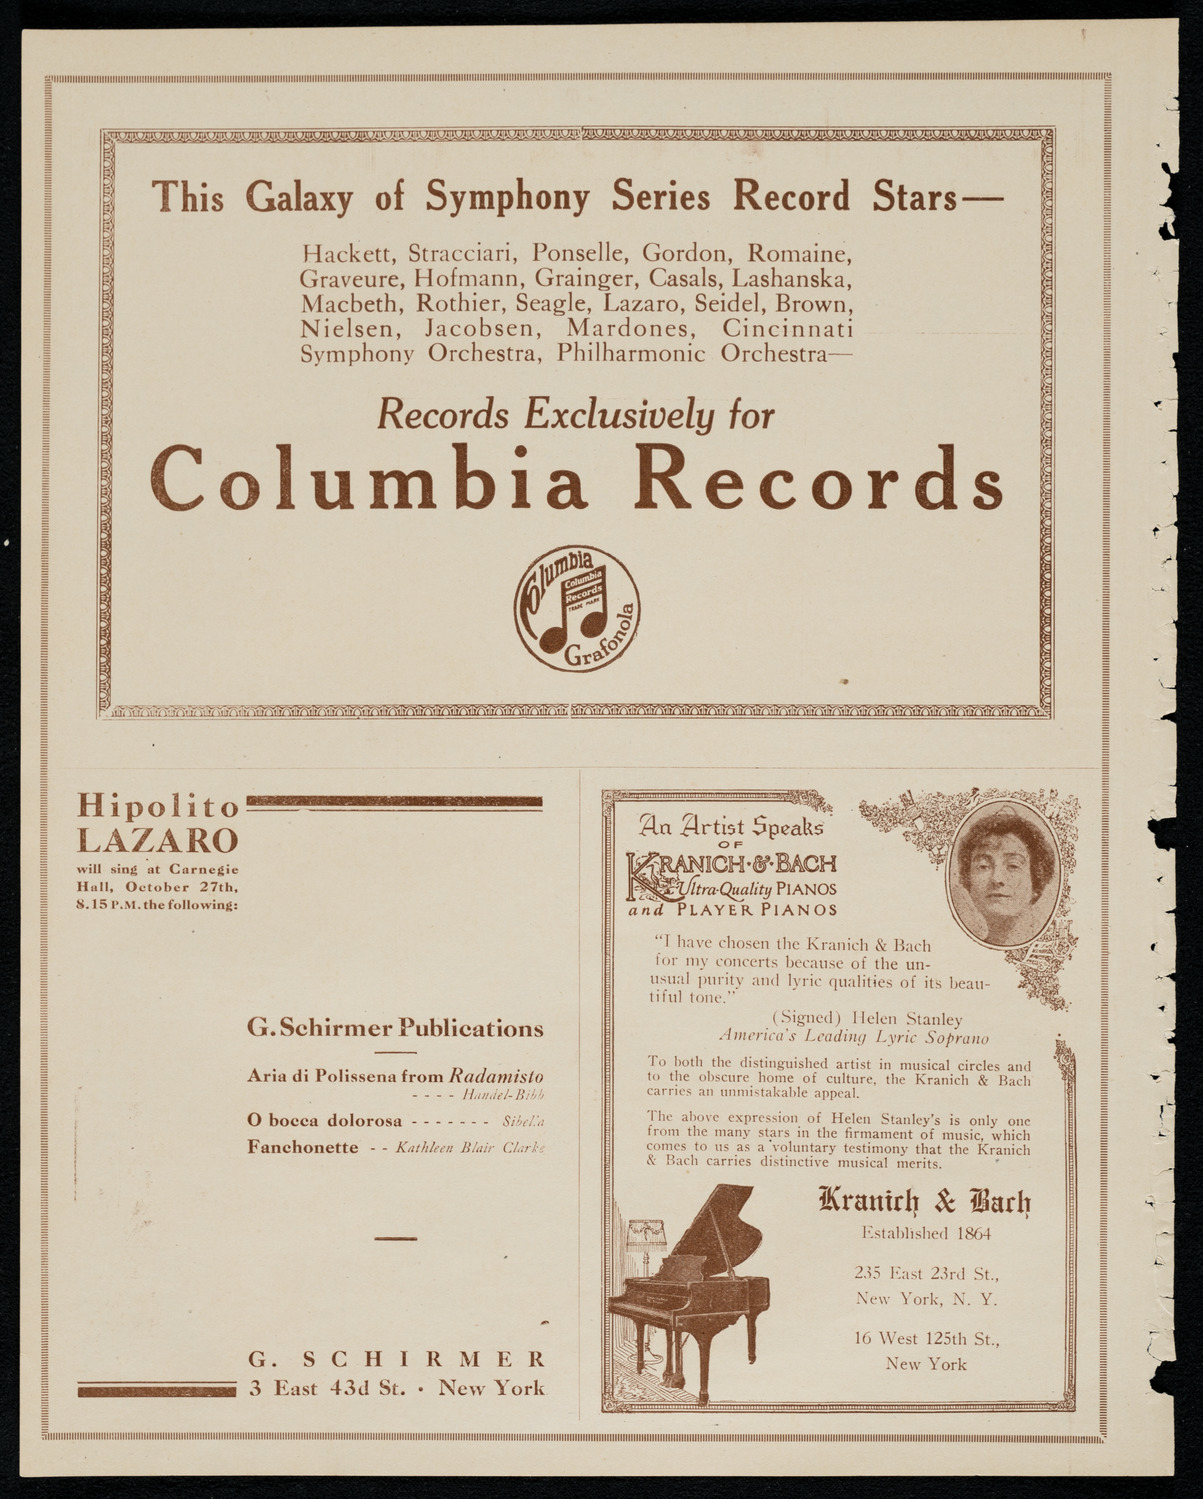 This Galaxy of Symphony Series Record Stars—
Hackett, Stracciari, Ponselle, Gordon, Romaine,
Graveure, Hofmann, Grainger, Casals, Lashanska,
Macbeth, Rothier, Seagle, Lazaro, Seidel, Brown,
Nielsen, Jacobsen, Mardones, Cincinnati
Symphony Orchestra, Philharmonic Orchestra—
Records Exclusively for
Columbia Records
Columbia
Columbia
Records
TRADE MARK
Grafonola
Hipolito
LAZARO
will sing at Carnegie
Hall, October 27th,
8.15 P.M. the following:
G. Schirmer Publications
Aria di Polissena from Radamisto
- - - - Handel-Bibb
O bocca dolorosa - - - - - - - Sibella
Fanchonette - - Kathleen Blair Clarke
G. SCHIRMER
3 East 43d St. • New York
An Artist Speaks
OF
KRANICH·&·BACH
Ultra-Quality PIANOS
and PLAYER PIANOS
"I have chosen the Kranich & Bach
for my concerts because of the un-
usual purity and lyric qualities of its beau-
tiful tone."
(Signed) Helen Stanley
America's Leading Lyric Soprano
To both the distinguished artist in musical circles and
to the obscure home of culture, the Kranich & Bach
carries an unmistakable appeal.
The above expression of Helen Stanley's is only one
from the many stars in the firmament of music, which
comes to us as a voluntary testimony that the Kranich
& Bach carries distinctive musical merits.
Kranich & Bach
Established 1864
235 East 23rd St.,
New York, N. Y.
16 West 125th St.,
New York